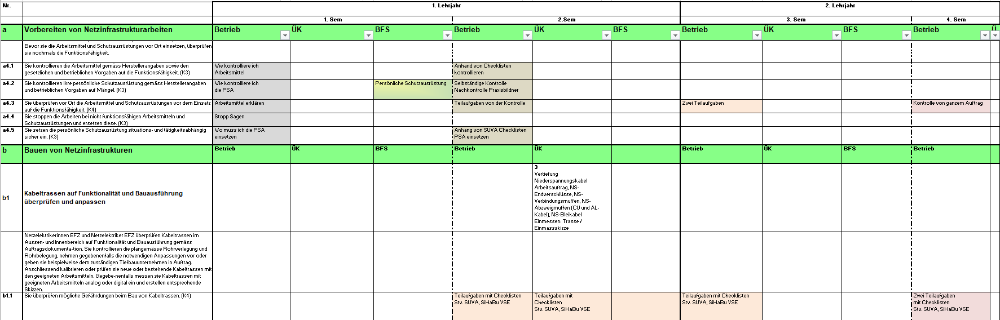 Nr. 1. Lehrjahr 2. Lehrjahr
1. Sem 2.Sem 3. Sem 4. Sem
a Vorbereiten von Netzinfrastrukturarbeiten Betrieb ÜK BFS Betrieb ÜK BFS Betrieb ÜK BFS Betrieb Ü
Bevor sie die Arbeitsmittel und Schutzausrüstungen vor Ort einsetzen, überprüfen
sie nochmals die Funktionsfähigkeit.
a4.1 Sie kontrollieren die Arbeitsmittel gemäss Herstellerangaben sowie den
gesetzlichen und betrieblichen Vorgaben auf die Funktionsfähigkeit. (K3)
Wie kontrolliere ich
Arbeitsmittel
Anhand von Checklisten
kontrollieren
a4.2 Sie kontrollieren ihre persönliche Schutzausrüstung gemäss Herstellerangaben
und betrieblichen Vorgaben auf Mängel. (K3)
Wie kontrolliere ich
die PSA
Persönliche Schutzausrüstung
Selbständige Kontrolle
Nachkontrolle Praxisbildner
a4.3 Sie überprüfen vor Ort die Arbeitsmittel und Schutzausrüstungen vor dem Einsatz
auf die Funktionsfähigkeit. (K4)
Arbeitsmittel erklären
Teilaufgaben von der Kontrolle
Zwei Teilaufgaben
Kontrolle von ganzem Auftrag
a4.4 Sie stoppen die Arbeiten bei nicht funktionsfähigen Arbeitsmitteln und
Schutzausrüstungen und ersetzen diese. (K3)
Stopp Sagen
a4.5 Sie setzen die persönliche Schutzausrüstung situations- und tätigkeitsabhängig
sicher ein. (K3)
Wo muss ich die PSA
einsetzen
Anhang von SUVA Checklisten
PSA einsetzen
b Bauen von Netzinfrastrukturen Betrieb ÜK BFS Betrieb ÜK Betrieb ÜK BFS Betrieb
b1 Kabeltrassen auf Funktionalität und Bauausführung
überprüfen und anpassen
3
Vertiefung
Niederspannungskabel
Arbeitsauftrag, NS-
Endverschlüsse, NS-
Verbindungsmuffen, NS-
Abzweigmuffen (CU und AL-
Kabel), NS-Bleikabel
Einmessen: Trasse /
Einmassskizze
Netzelektrikerinnen EFZ und Netzelektriker EFZ überprüfen Kabeltrassen im
Aussen- und Innenbereich auf Funktionalität und Bauausführung gemäss
Auftragsdokumenta-tion. Sie kontrollieren die plangemässe Rohrverlegung und
Rohrbelegung, nehmen gegebenenfalls die notwendigen Anpassungen vor oder
geben sie beispielweise dem zuständigen Tiefbauunternehmen in Auftrag.
Anschliessend kalibrieren oder prüfen sie neue oder bestehende Kabeltrassen mit
den geeigneten Arbeitsmitteln. Gegebe-nenfalls messen sie Kabeltrassen mit
geeigneten Arbeitsmitteln analog oder digital ein und erstellen entsprechende
Skizzen.
b1.1 Sie überprüfen mögliche Gefährdungen beim Bau von Kabeltrassen. (K4)
Teilaufgaben mit Checklisten
Stv. SUVA, SiHaBu VSE
Teilaufgaben mit
Checklisten
Stv. SUVA, SiHaBu VSE
Teilaufgaben mit Checklisten
Stv. SUVA, SiHaBu VSE
Zwei Teilaufgaben
mit Checklisten
Stv. SUVA, SiHaBu VSE